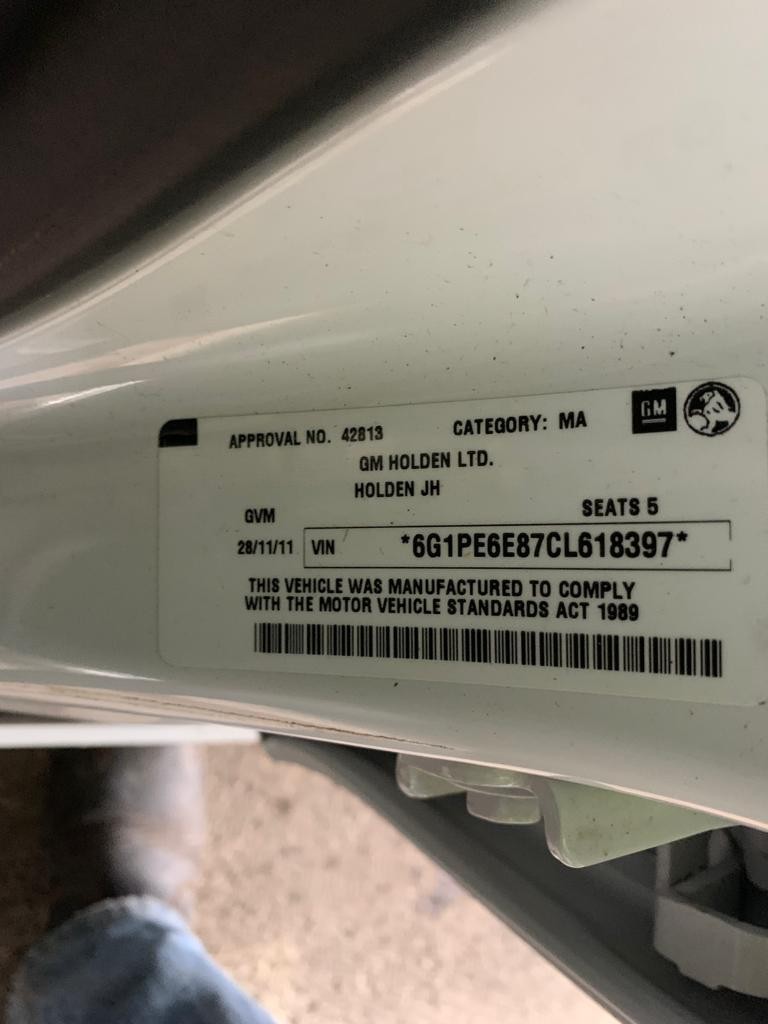 APPROVAL NO. 42813 CATEGORY: MA GM
GM HOLDEN LTD.
HOLDEN JH
GVM SEATS 5
28/11/11 VIN *6G1PE6E87CL618397*
THIS VEHICLE WAS MANUFACTURED TO COMPLY
WITH THE MOTOR VEHICLE STANDARDS ACT 1989